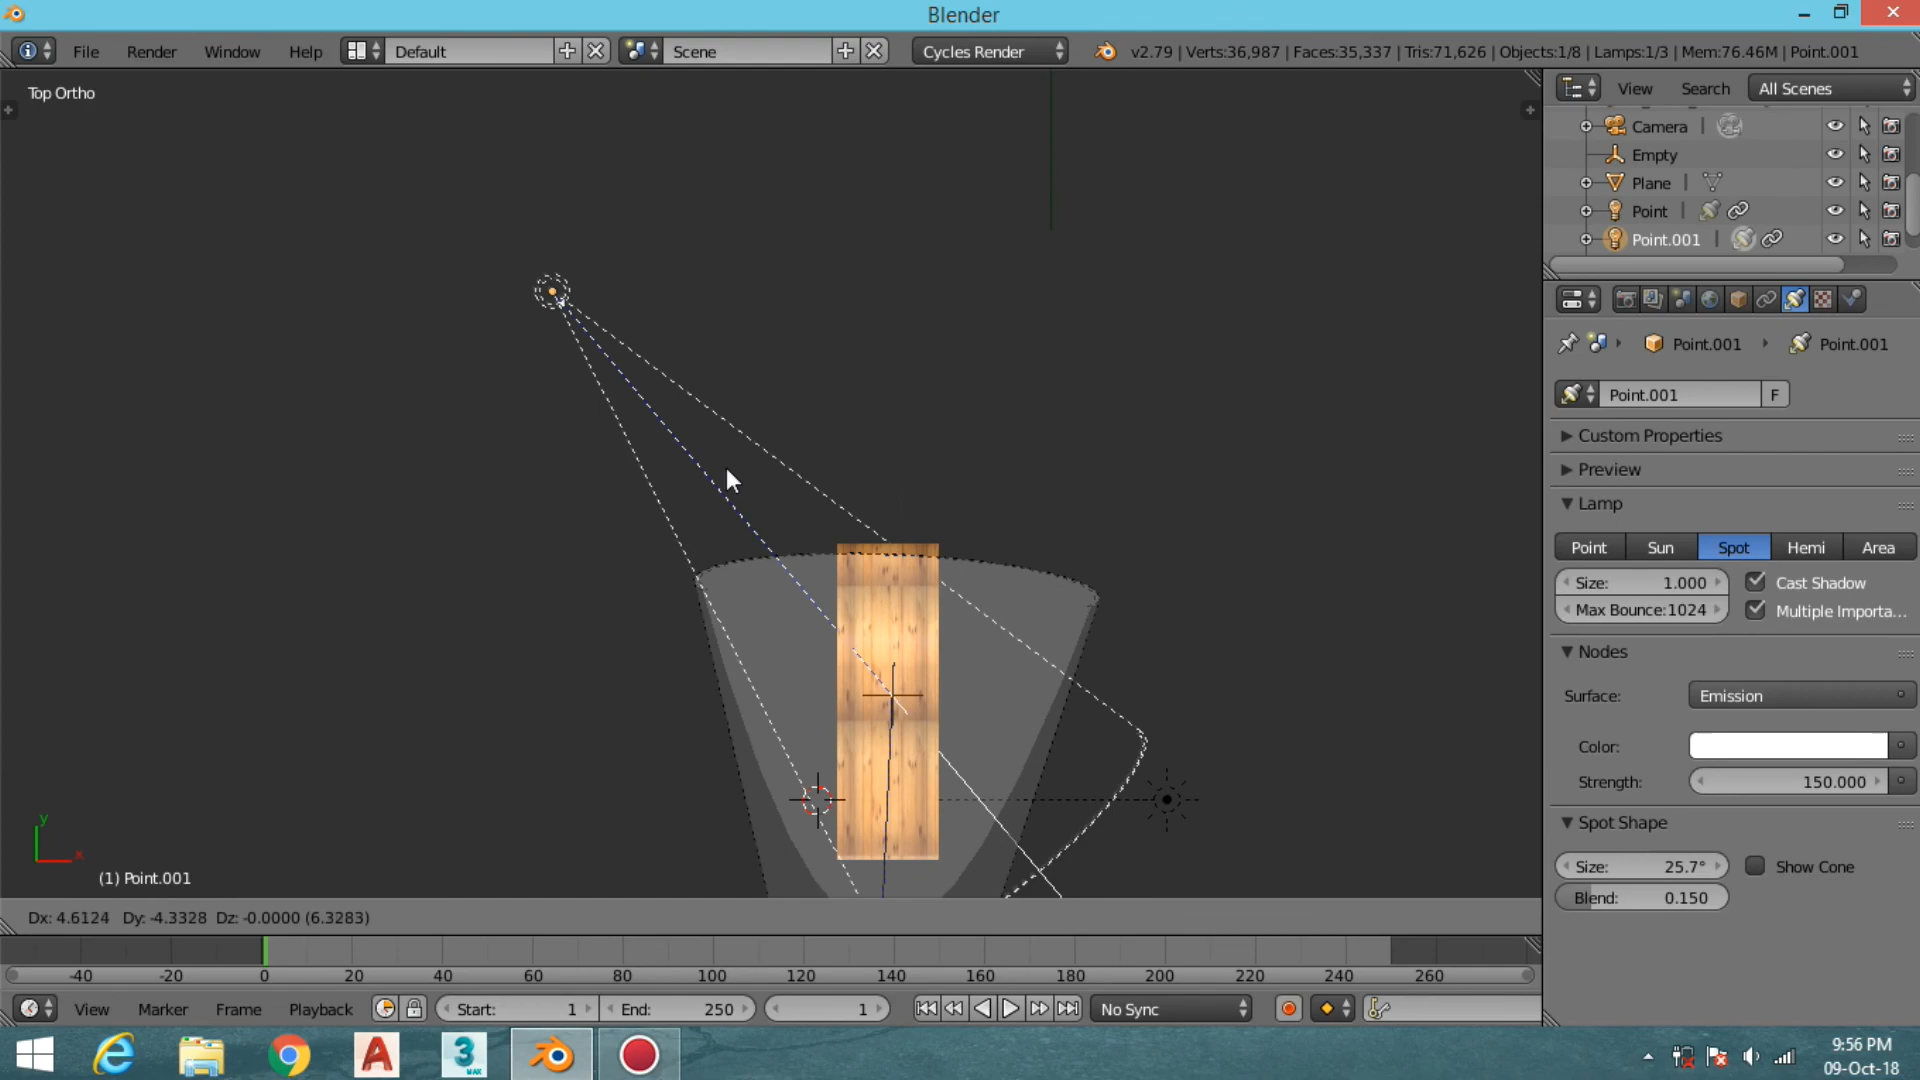 Blender
File Render Window Help Default Scene Cycles Render v2.79 | Verts:36,987 | Faces:35,337 | Tris:71,626 | Objects:1/8 | Lamps:1/3 | Mem:76.46M | Point.001
Top Ortho
View Search All Scenes
Camera
Empty
Plane
Point
Point.001
Point.001 Point.001
Point.001 F
Custom Properties
Preview
Lamp
Point Sun Spot Hemi Area
Size: 1.000 Cast Shadow
Max Bounce:1024 Multiple Importa...
Nodes
Surface: Emission
Color:
Strength: 150.000
Spot Shape
Size: 25.7° Show Cone
Blend: 0.150
y
x
(1) Point.001
Dx: 4.6124 Dy: -4.3328 Dz: -0.0000 (6.3283)
-40 -20 0 20 40 60 80 100 120 140 160 180 200 220 240 260
View Marker Frame Playback Start: 1 End: 250 1 No Sync
A 3 MAX
9:56 PM
09-Oct-18